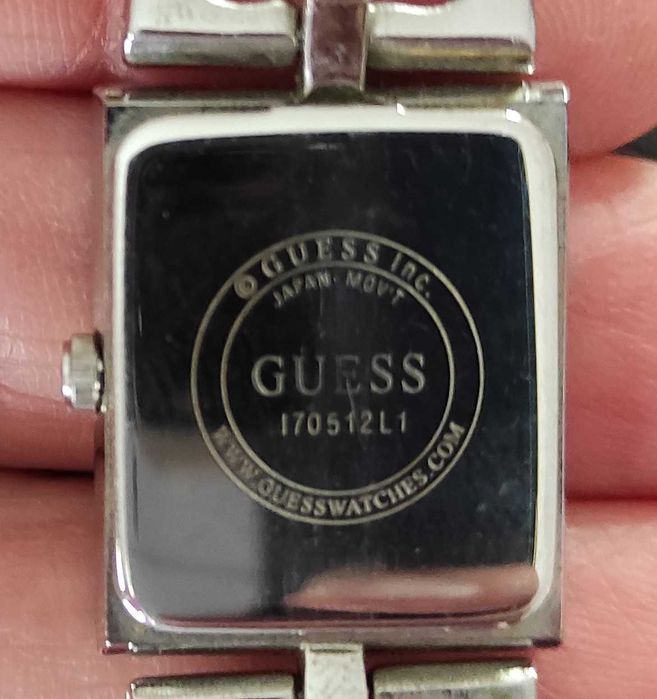 © GUESS Inc.
JAPAN· MOV'T
GUESS
I70512L1
WWW.GUESSWATCHES.COM